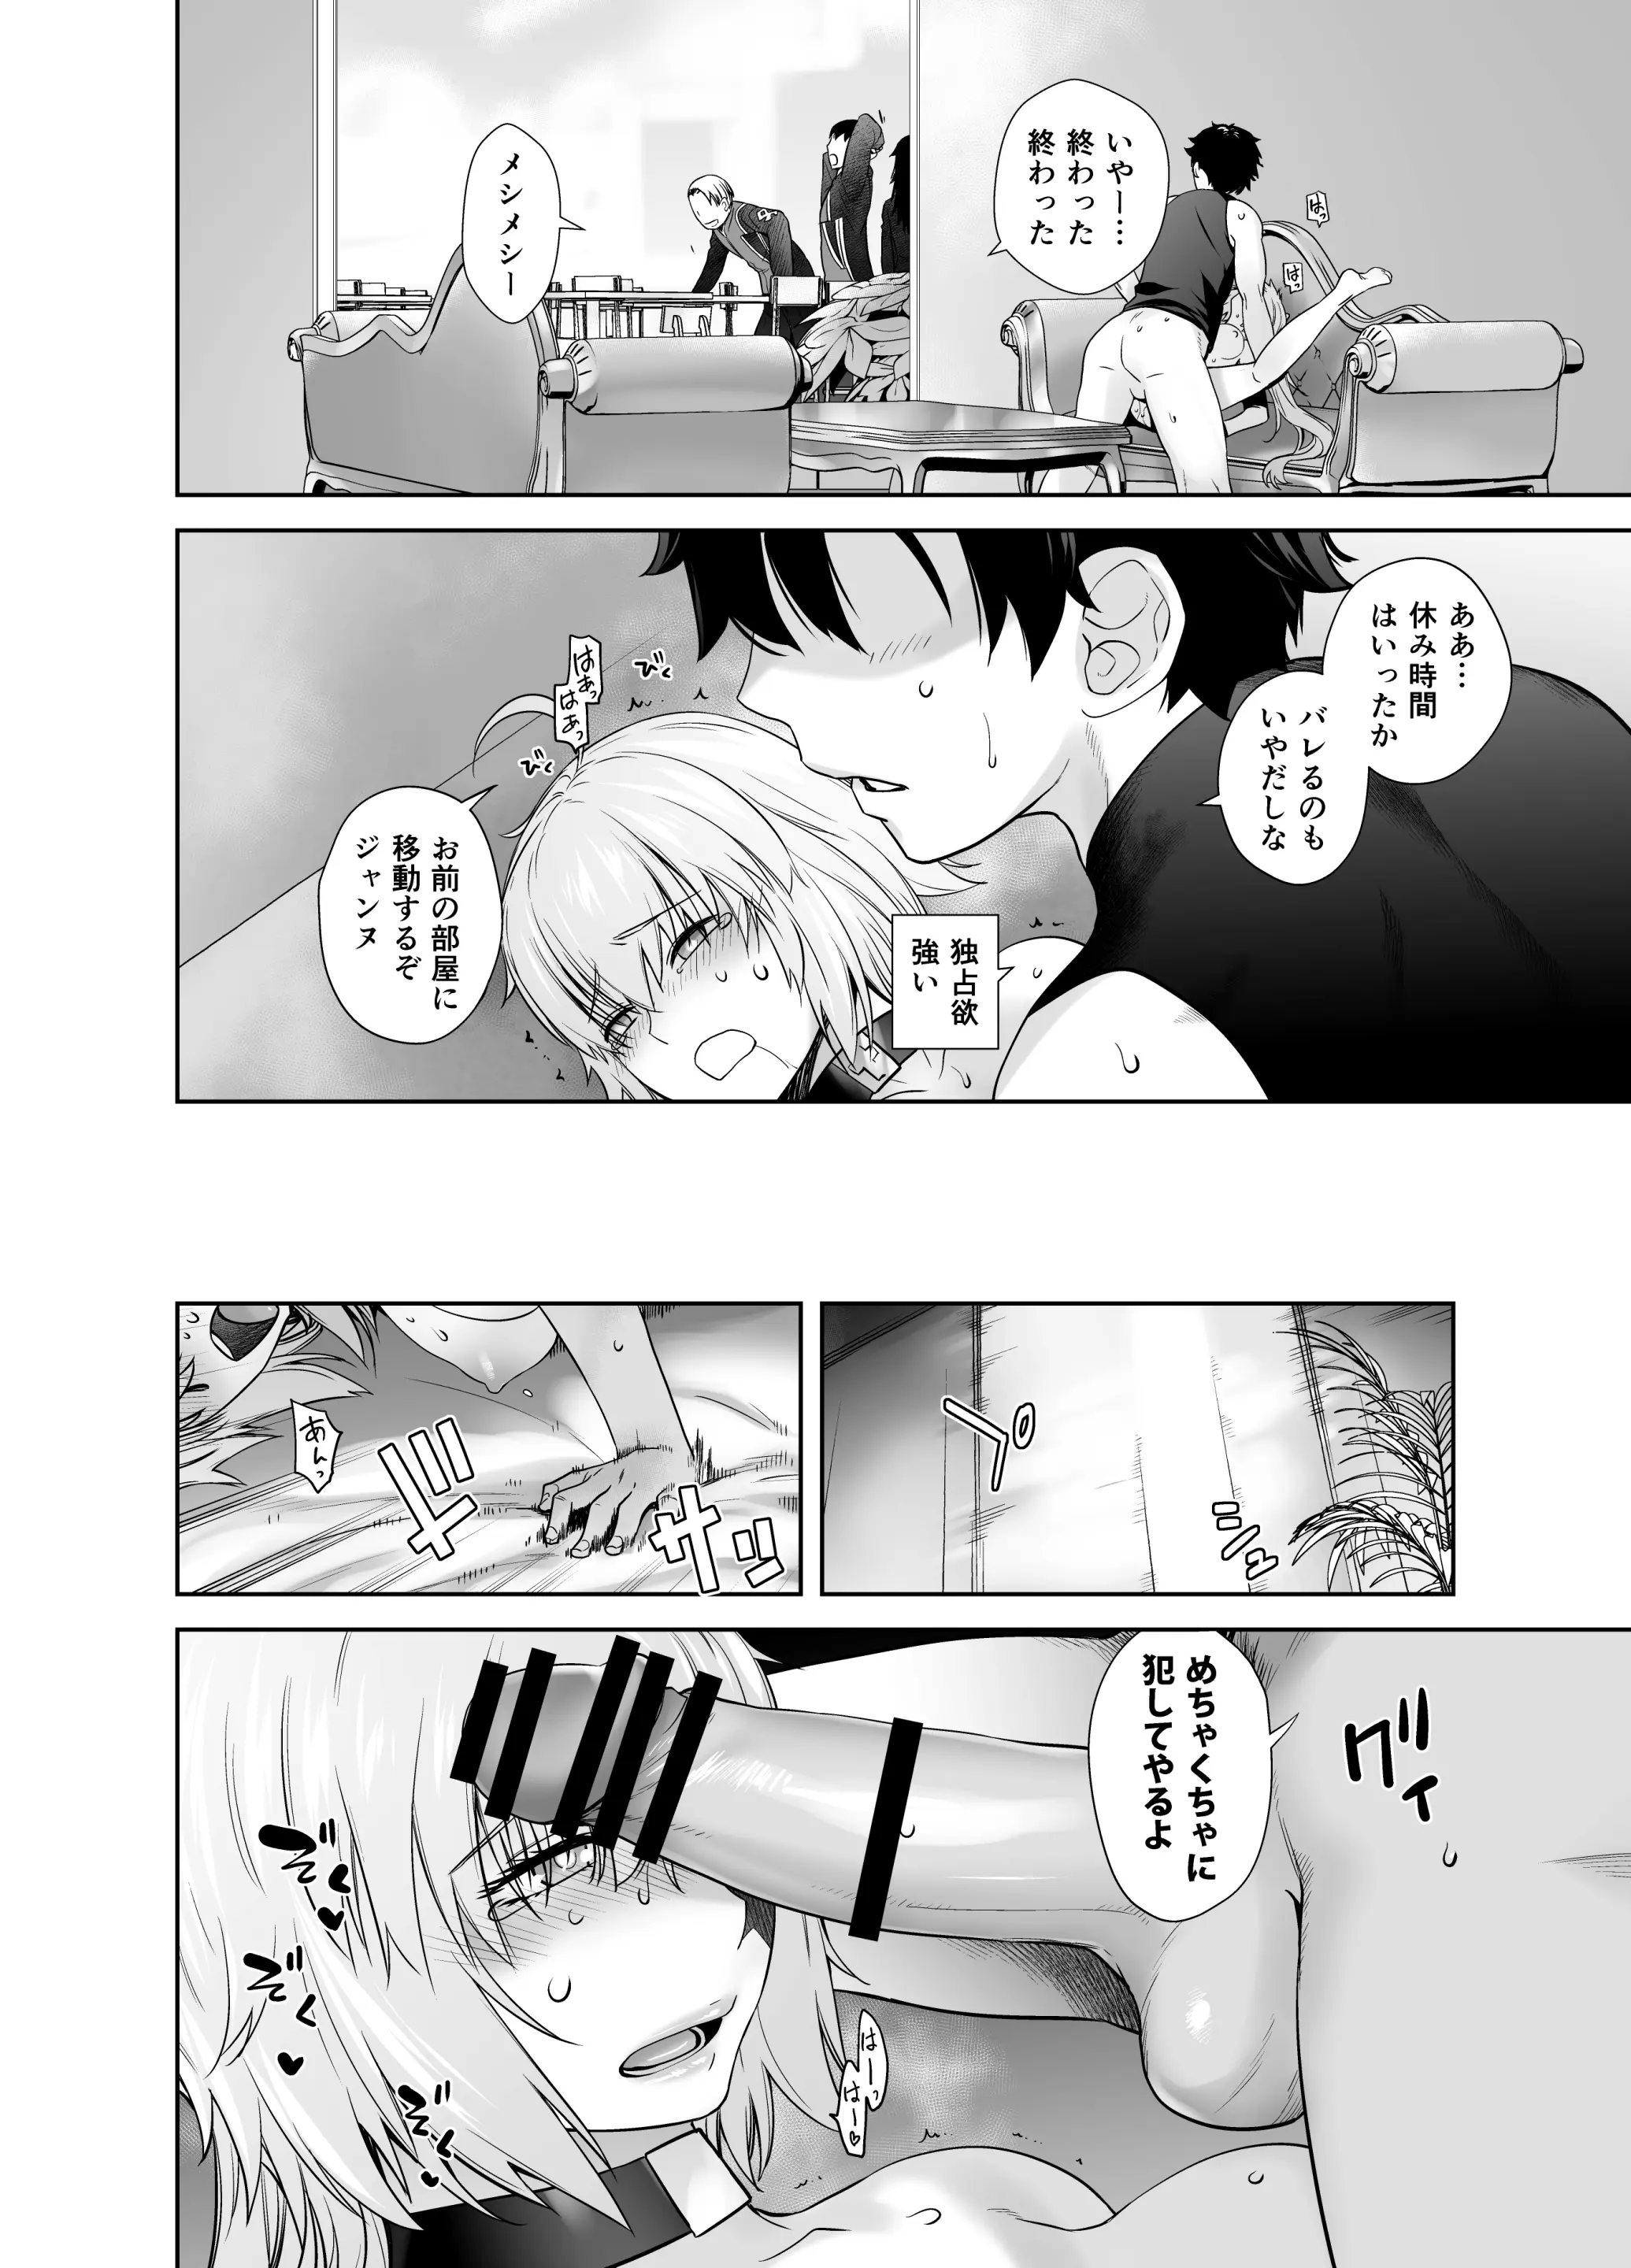 いやー…
終わった
終わった
はっ
はっ
メシメシー
ああ…
休み時間
はいったか
バレるのも
いやだしな
独占欲
強い
びく
はあっ
はあっ
びく
お前の部屋に
移動するぞ
ジャンヌ
パ
シュ
ドサッ
あんっ
めちゃくちゃに
犯してやるよ
グイ
ぞくぞく
ぞくぞく
ぞくぞく
はーっ
はー